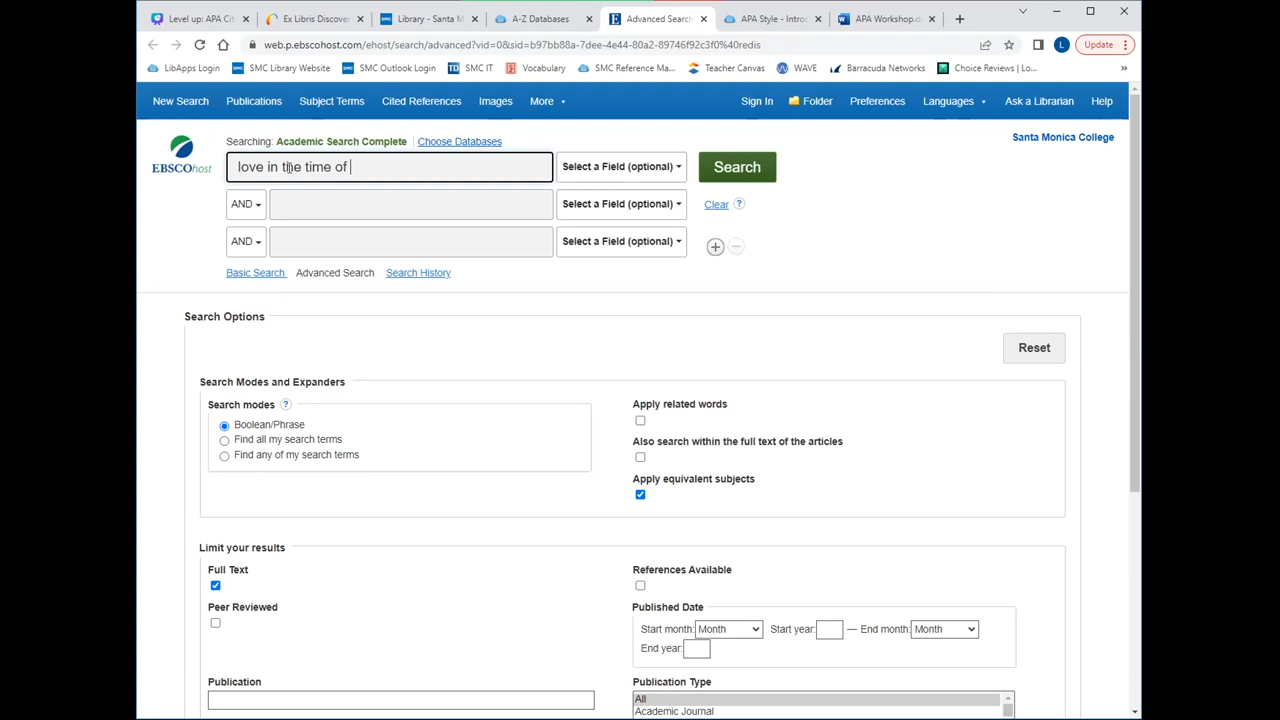 Level up: APA Cit
Ex Libris Discover
Library - Santa M
A-Z Databases
Advanced Search
APA Style - Introd
APA Workshop.d
web.p.ebscohost.com/ehost/search/advanced?vid=0&sid=b97bb88a-7dee-4e44-80a2-89746f92c3f0%40redis
L
Update
LibApps Login
SMC Library Website
SMC Outlook Login
TD SMC IT
Vocabulary
SMC Reference Ma...
Teacher Canvas
WAVE
Barracuda Networks
Choice Reviews | Lo...
»
New Search
Publications
Subject Terms
Cited References
Images
More
Sign In
Folder
Preferences
Languages
Ask a Librarian
Help
Searching: Academic Search Complete
Choose Databases
Santa Monica College
EBSCOhost
love in the time of
Select a Field (optional)
Search
AND
Select a Field (optional)
Clear
?
AND
Select a Field (optional)
Basic Search
Advanced Search
Search History
Search Options
Reset
Search Modes and Expanders
Search modes ?
Boolean/Phrase
Find all my search terms
Find any of my search terms
Apply related words
Also search within the full text of the articles
Apply equivalent subjects
Limit your results
Full Text
References Available
Peer Reviewed
Published Date
Start month: Month Start year: — End month: Month
End year:
Publication
Publication Type
All
Academic Journal